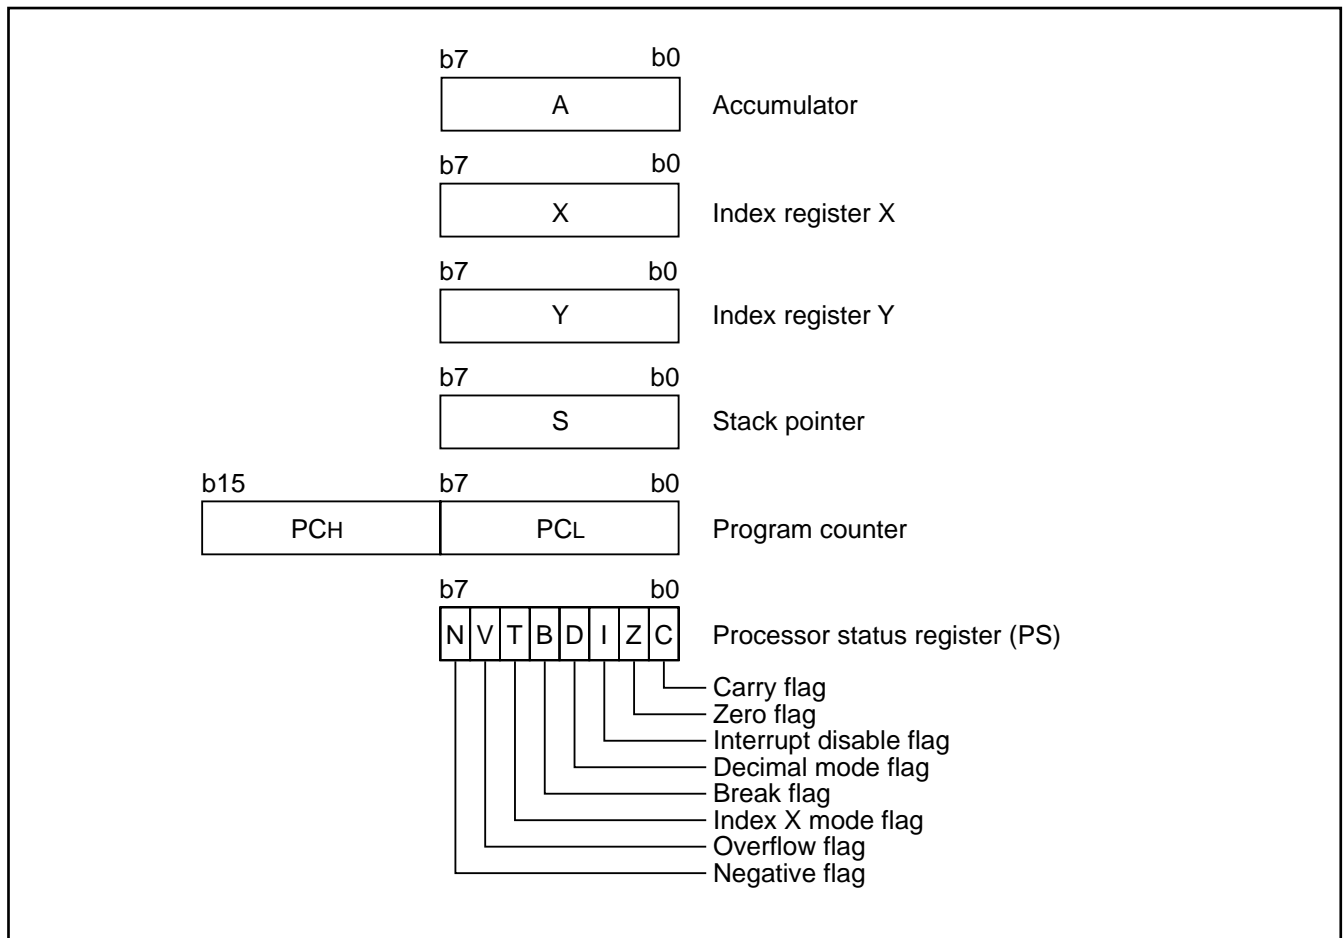 b7 b0
A Accumulator
b7 b0
X Index register X
b7 b0
Y Index register Y
b7 b0
S Stack pointer
b15 b7 b0
PCH PCL Program counter
b7 b0
N V T B D I Z C Processor status register (PS)
Carry flag
Zero flag
Interrupt disable flag
Decimal mode flag
Break flag
Index X mode flag
Overflow flag
Negative flag